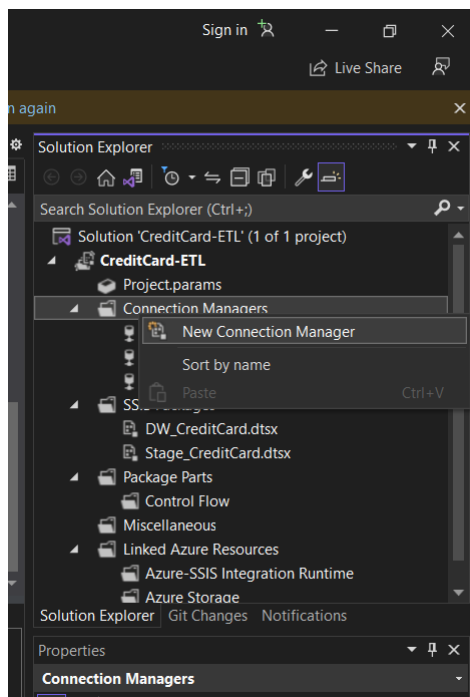 Sign in
Live Share
n again
Solution Explorer
Search Solution Explorer (Ctrl+;)
Solution 'CreditCard-ETL' (1 of 1 project)
CreditCard-ETL
Project.params
Connection Managers
New Connection Manager
Sort by name
Paste Ctrl+V
SSIS Packages
DW_CreditCard.dtsx
Stage_CreditCard.dtsx
Package Parts
Control Flow
Miscellaneous
Linked Azure Resources
Azure-SSIS Integration Runtime
Azure Storage
Solution Explorer Git Changes Notifications
Properties
Connection Managers